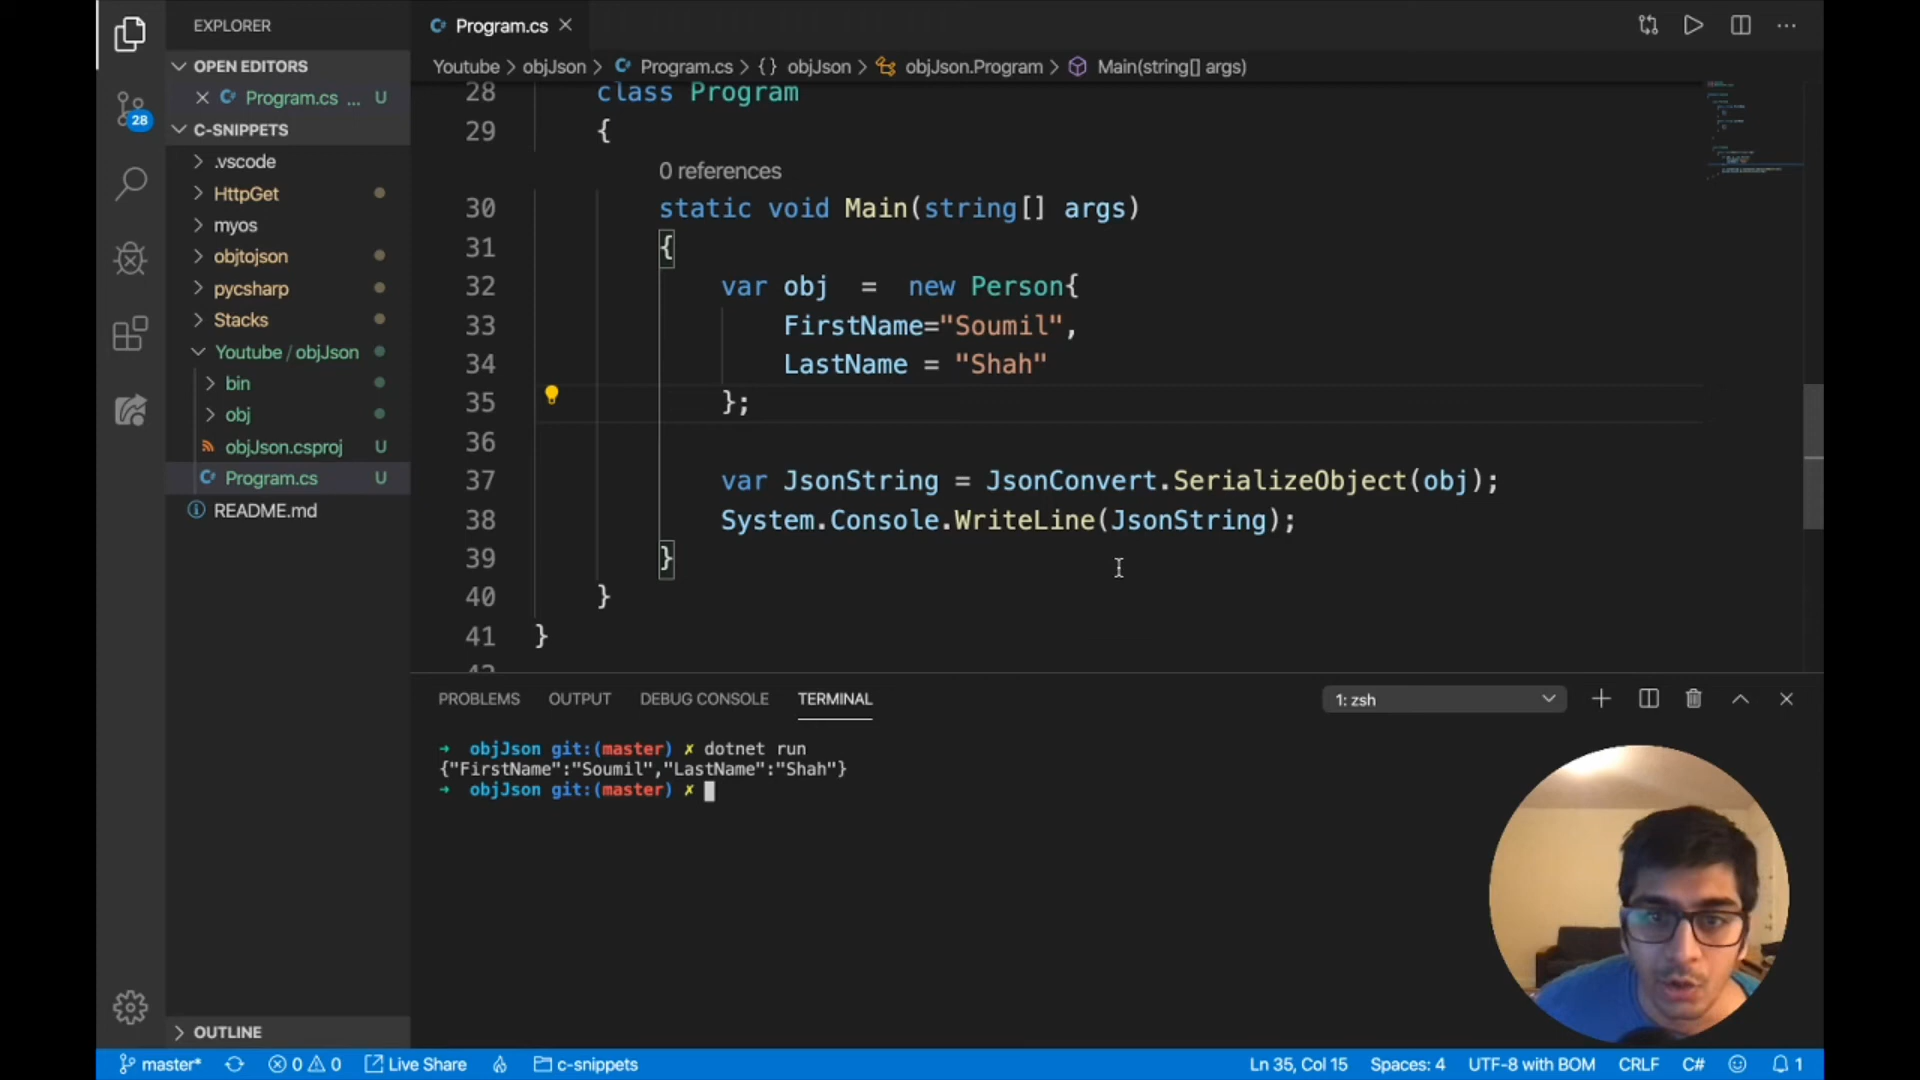 EXPLORER
OPEN EDITORS
Program.cs ... U
C-SNIPPETS
.vscode
HttpGet
myos
objtojson
pycsharp
Stacks
Youtube / objJson
bin
obj
objJson.csproj U
Program.cs U
README.md
OUTLINE
28
Program.cs
Youtube > objJson > Program.cs > {} objJson > objJson.Program > Main(string[] args)
28 class Program
29 {
0 references
30 static void Main(string[] args)
31 {
32 var obj = new Person{
33 FirstName="Soumil",
34 LastName = "Shah"
35 };
36
37 var JsonString = JsonConvert.SerializeObject(obj);
38 System.Console.WriteLine(JsonString);
39 }
40 }
41 }
42
PROBLEMS OUTPUT DEBUG CONSOLE TERMINAL 1: zsh
→ objJson git:(master) ✗ dotnet run
{"FirstName":"Soumil","LastName":"Shah"}
→ objJson git:(master) ✗
master* 0 0 Live Share c-snippets Ln 35, Col 15 Spaces: 4 UTF-8 with BOM CRLF C# 1